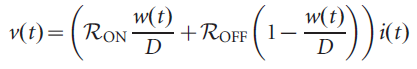 v(t) = ( R_ON w(t)/D + R_OFF ( 1 − w(t)/D ) ) i(t)